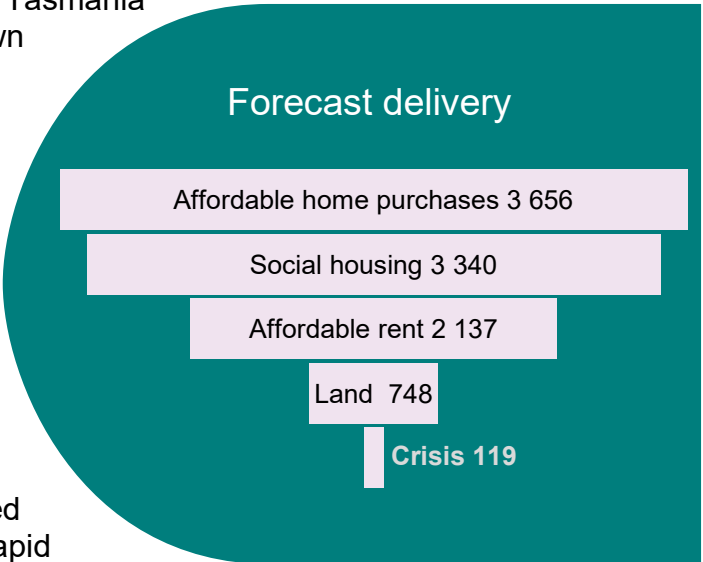 Tasmania
wn
Forecast delivery
Affordable home purchases 3 656
Social housing 3 340
Affordable rent 2 137
Land  748
Crisis 119
ed
apid